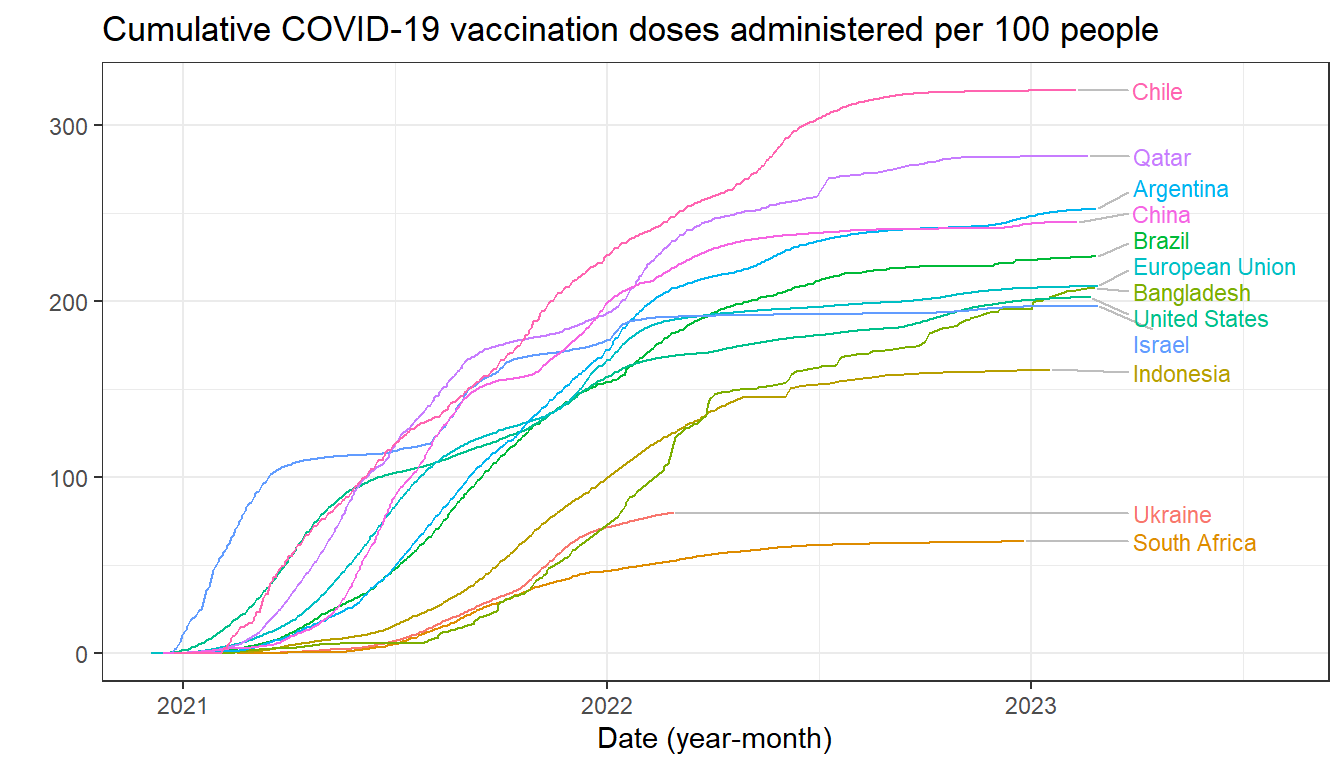 Cumulative COVID-19 vaccination doses administered per 100 people
300
200
100
0
Chile
Qatar
Argentina
China
Brazil
European Union
Bangladesh
United States
Israel
Indonesia
Ukraine
South Africa
2021 2022 2023
Date (year-month)